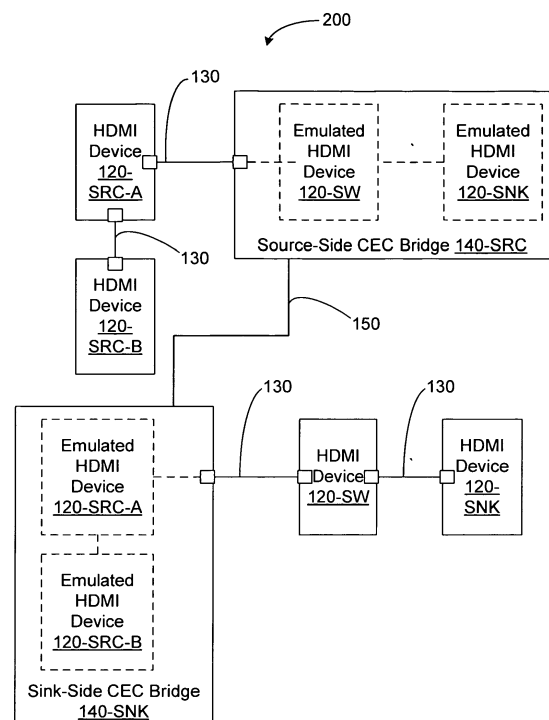 200
130
HDMI
Device
120-
SRC-A
Emulated
HDMI
Device
120-SW
Emulated
HDMI
Device
120-SNK
130
Source-Side CEC Bridge 140-SRC
HDMI
Device
120-
SRC-B
150
130
130
Emulated
HDMI
Device
120-SRC-A
HDMI
Device
120-SW
HDMI
Device
120-
SNK
Emulated
HDMI
Device
120-SRC-B
Sink-Side CEC Bridge
140-SNK